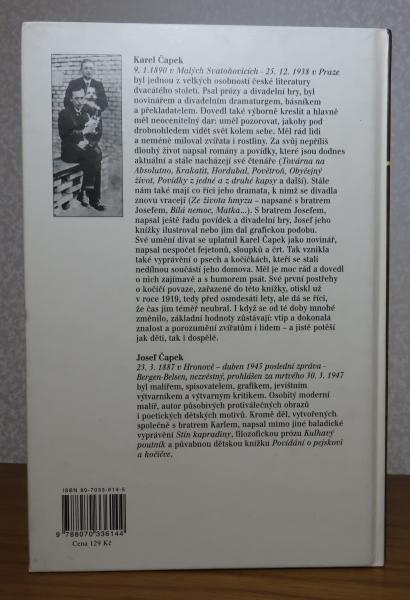 Karel Čapek
9. 1.1890 v Malých Svatoňovicích - 25. 12. 1938 v Praze
byl jednou z velkých osobností české literatury
dvacátého století. Psal prózy a divadelní hry, byl
novinářem a divadelním dramaturgem, básníkem
a překladatelem. Dovedl také výborně kreslit a hlavně
měl neocenitelný dar: uměl pozorovat, jakoby pod
drobnohledem vidět svět kolem sebe. Měl rád lidi
a neméně miloval zvířata i rostliny. Za svůj nepříliš
dlouhý život napsal romány a povídky, které jsou dodnes
aktuální a stále nacházejí své čtenáře (Továrna na
Absolutno, Krakatit, Hordubal, Povětroň, Obyčejný
život, Povídky z jedné a z druhé kapsy a další). Stále
nám také mají co říci jeho dramata, k nimž se divadla
znovu vracejí (Ze života hmyzu – napsané s bratrem
Josefem, Bílá nemoc, Matka...). S bratrem Josefem,
napsal ještě řadu povídek a divadelní hry, Josef jeho
knížky ilustroval nebo jim dal grafickou podobu.
Své umění dívat se uplatnil Karel Čapek jako novinář,
napsal nespočet fejetonů, sloupků a črt. Tak vznikla
také vyprávění o psech a kočičkách, kteří se stali
nedílnou součástí jeho domova. Měl je moc rád a dovedl
o nich zajímavě a s humorem psát. Své první postřehy
o kočičí povaze, zařazené do této knížky, otiskl už
v roce 1919, tedy před osmdesáti lety, ale dá se říci,
že čas jim téměř neubral. I když se od té doby mnohé
změnilo, základní hodnoty zůstávají: vtip a dokonalá
znalost a porozumění zvířatům i lidem – a jistě potěší
jak děti, tak i dospělé.
Josef Čapek
23. 3. 1887 v Hronově – duben 1945 poslední zpráva -
Bergen-Belsen, nezvěstný, prohlášen za mrtvého 30. 3. 1947
byl malířem, spisovatelem, grafikem, jevištním
výtvarníkem a výtvarným kritikem. Osobitý moderní
malíř, autor působivých protiválečných obrazů
i poetických dětských motivů. Kromě děl, vytvořených
společně s bratrem Karlem, napsal mimo jiné baladické
vyprávění Stín kapradiny, filozofickou prózu Kulhavý
poutník a půvabnou dětskou knížku Povídání o pejskovi
a kočičce.
ISBN 80-7033-614-5
9 788070 336144
Cena 129 Kč